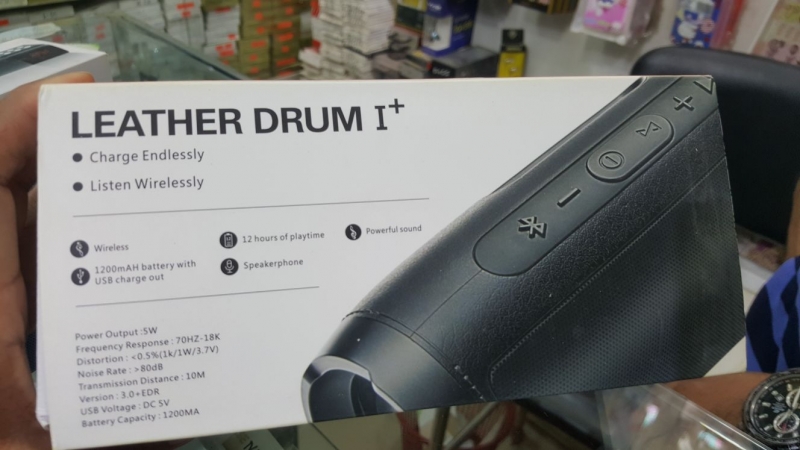 LEATHER DRUM I+
Charge Endlessly
Listen Wirelessly
Wireless
12 hours of playtime
Powerful sound
1200mAH battery with
USB charge out
Speakerphone
Power Output :5W
Frequency Response : 70HZ-18K
Distortion : <0.5%(1k/1W/3.7V)
Noise Rate : >80dB
Transmission Distance : 10M
Version : 3.0+EDR
USB Voltage : DC 5V
Battery Capacity : 1200MA